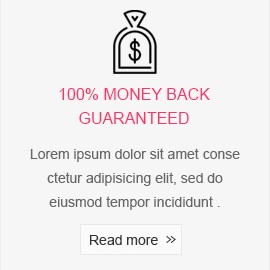 $
100% MONEY BACK
GUARANTEED
Lorem ipsum dolor sit amet conse
ctetur adipisicing elit, sed do
eiusmod tempor incididunt .
Read more »